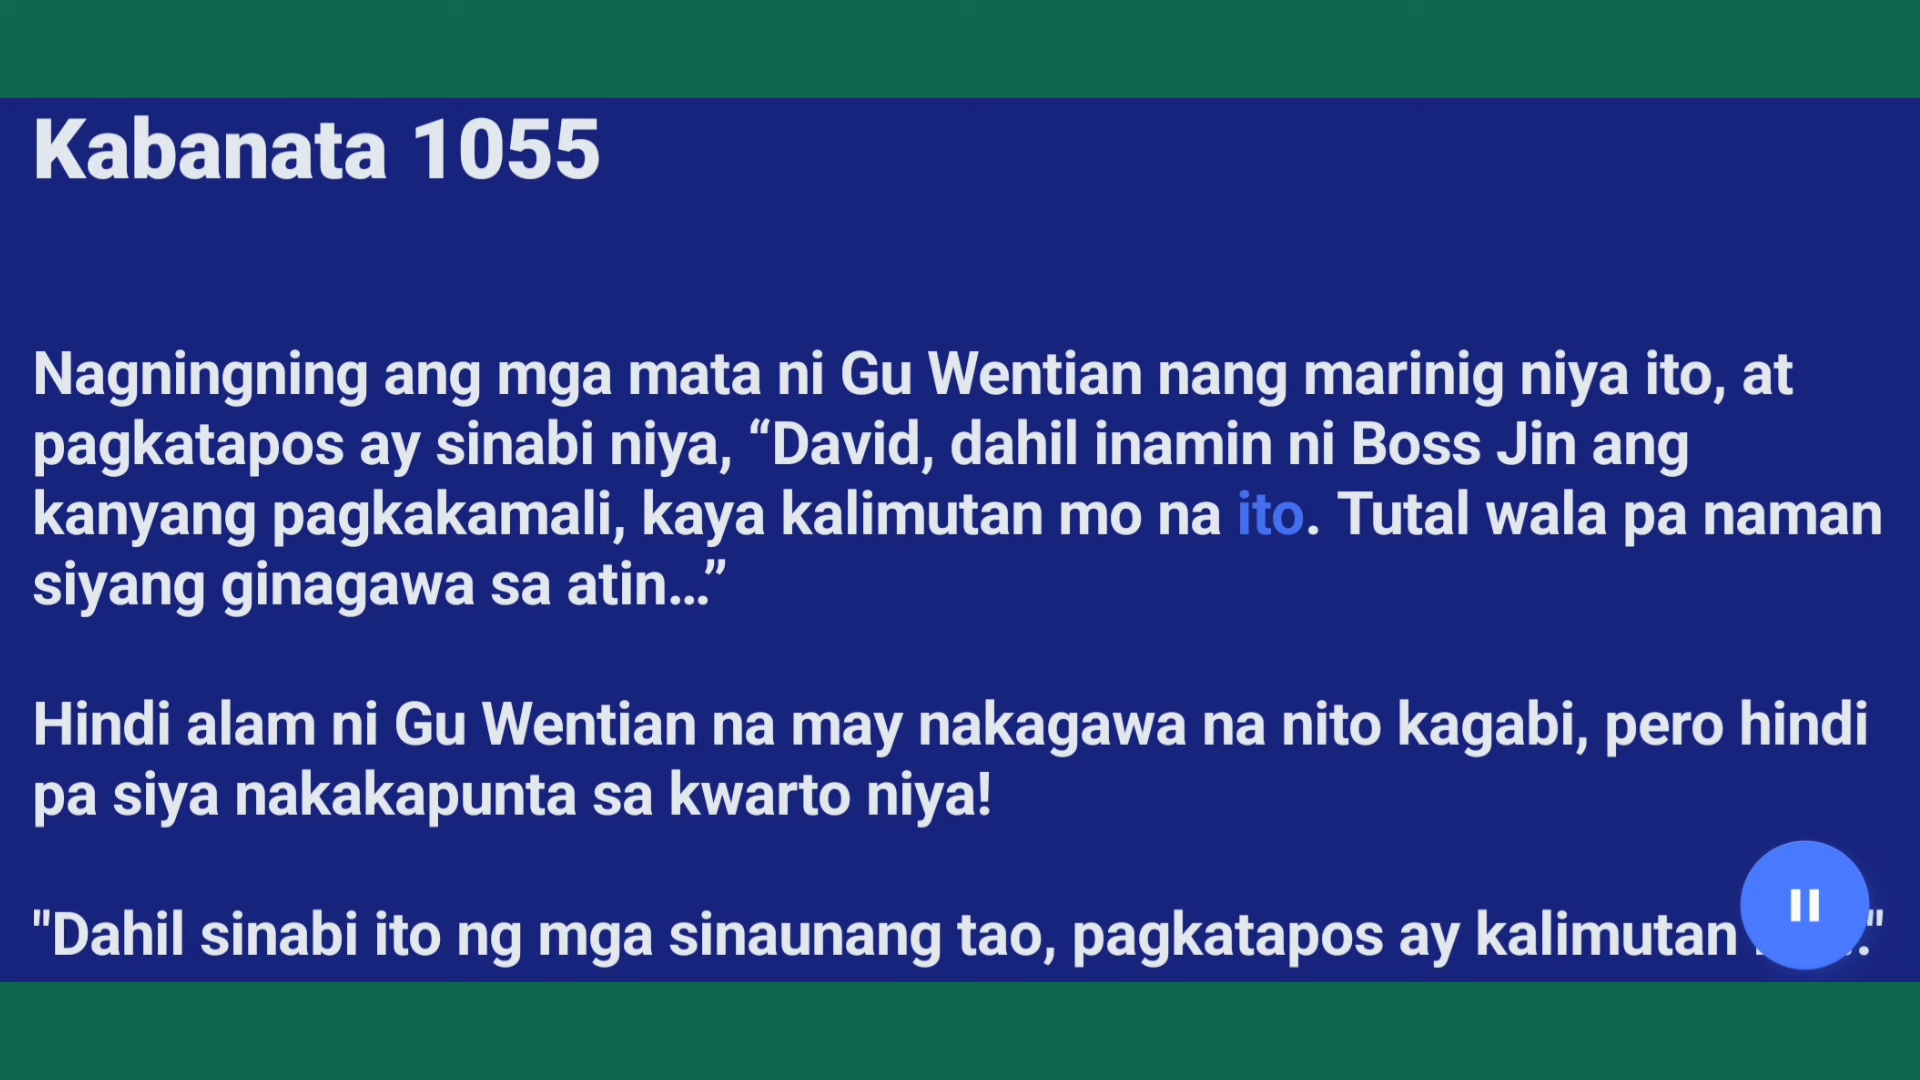 Kabanata 1055
Nagningning ang mga mata ni Gu Wentian nang marinig niya ito, at
pagkatapos ay sinabi niya, “David, dahil inamin ni Boss Jin ang
kanyang pagkakamali, kaya kalimutan mo na ito. Tutal wala pa naman
siyang ginagawa sa atin…”
Hindi alam ni Gu Wentian na may nakagawa na nito kagabi, pero hindi
pa siya nakakapunta sa kwarto niya!
"Dahil sinabi ito ng mga sinaunang tao, pagkatapos ay kalimutan